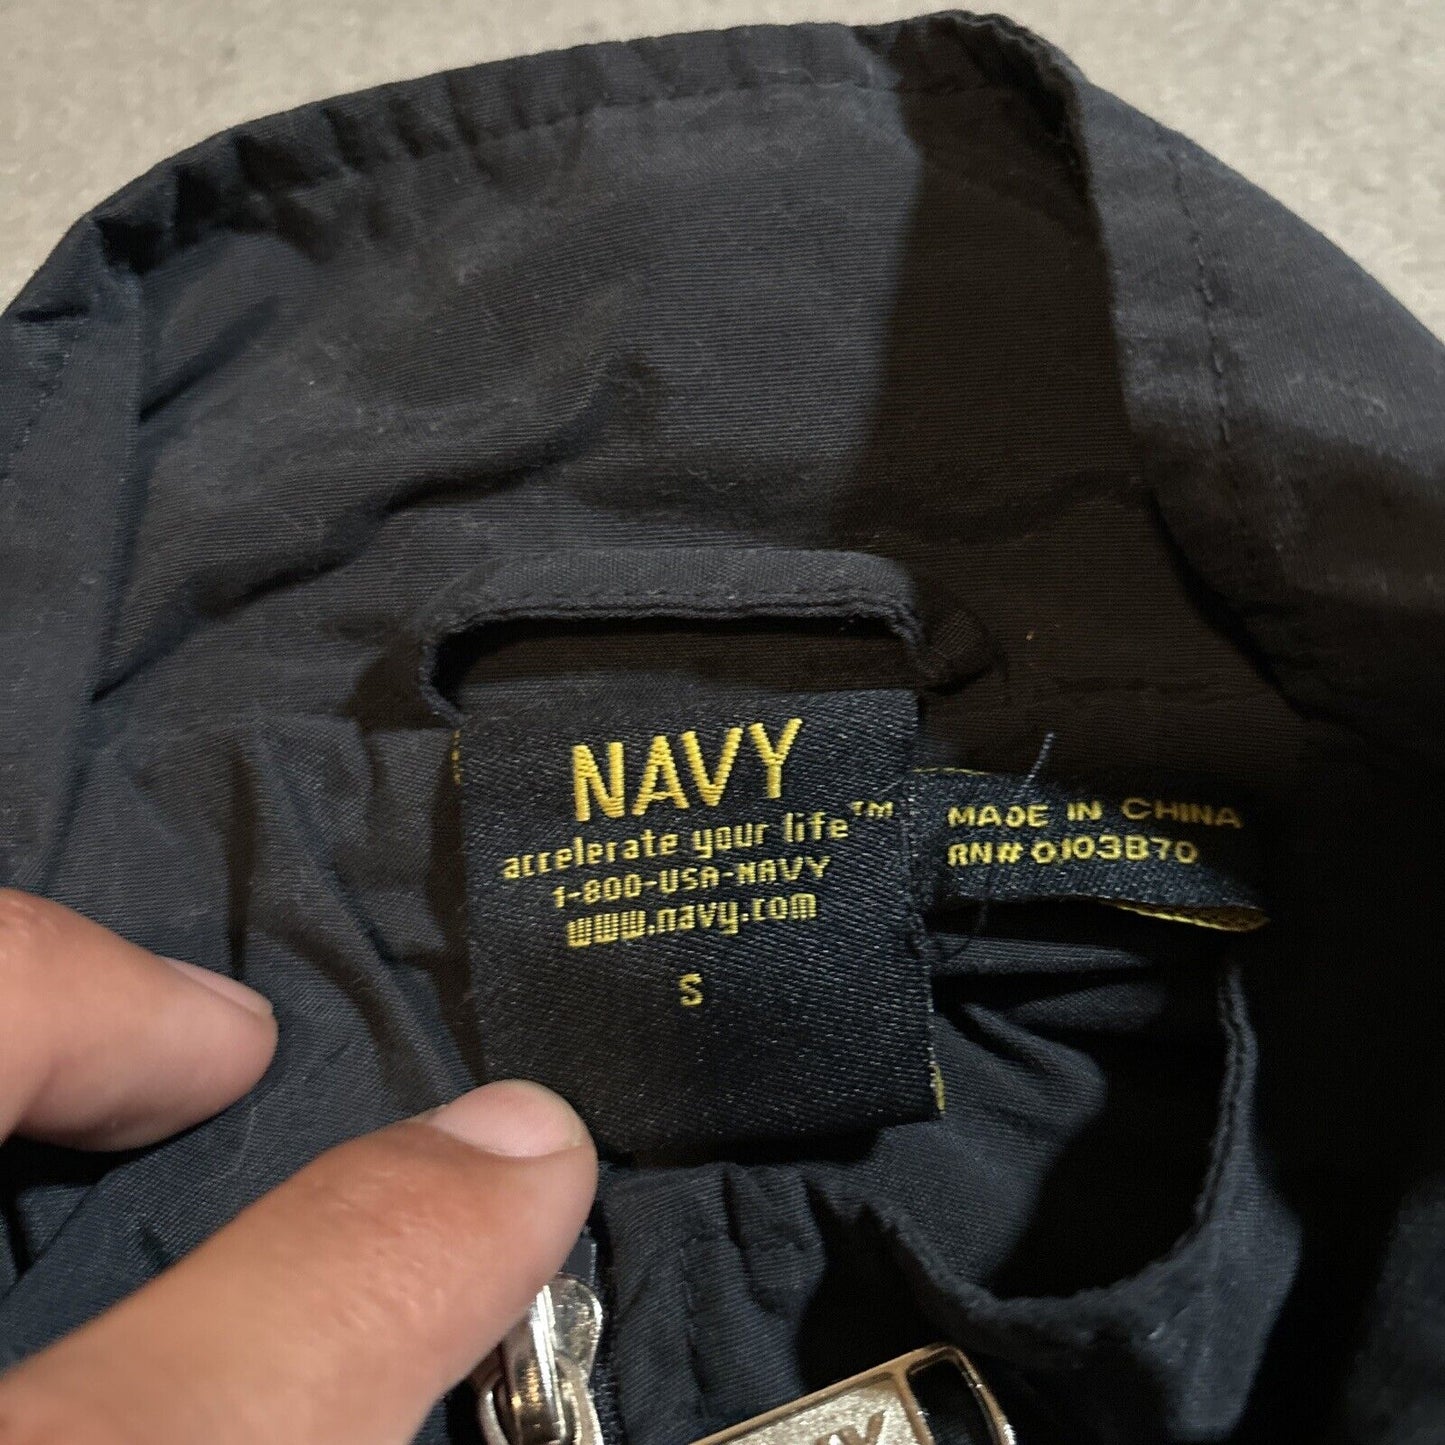 NAVY
accelerate your life™
1-800-USA-NAVY
www.navy.com
S
MADE IN CHINA
RN# 0103870